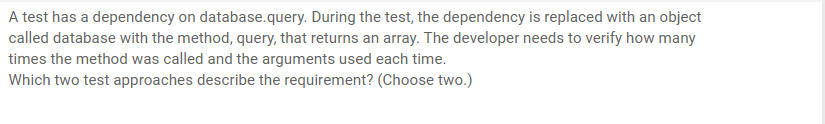 A test has a dependency on database.query. During the test, the dependency is replaced with an object
called database with the method, query, that returns an array. The developer needs to verify how many
times the method was called and the arguments used each time.
Which two test approaches describe the requirement? (Choose two.)